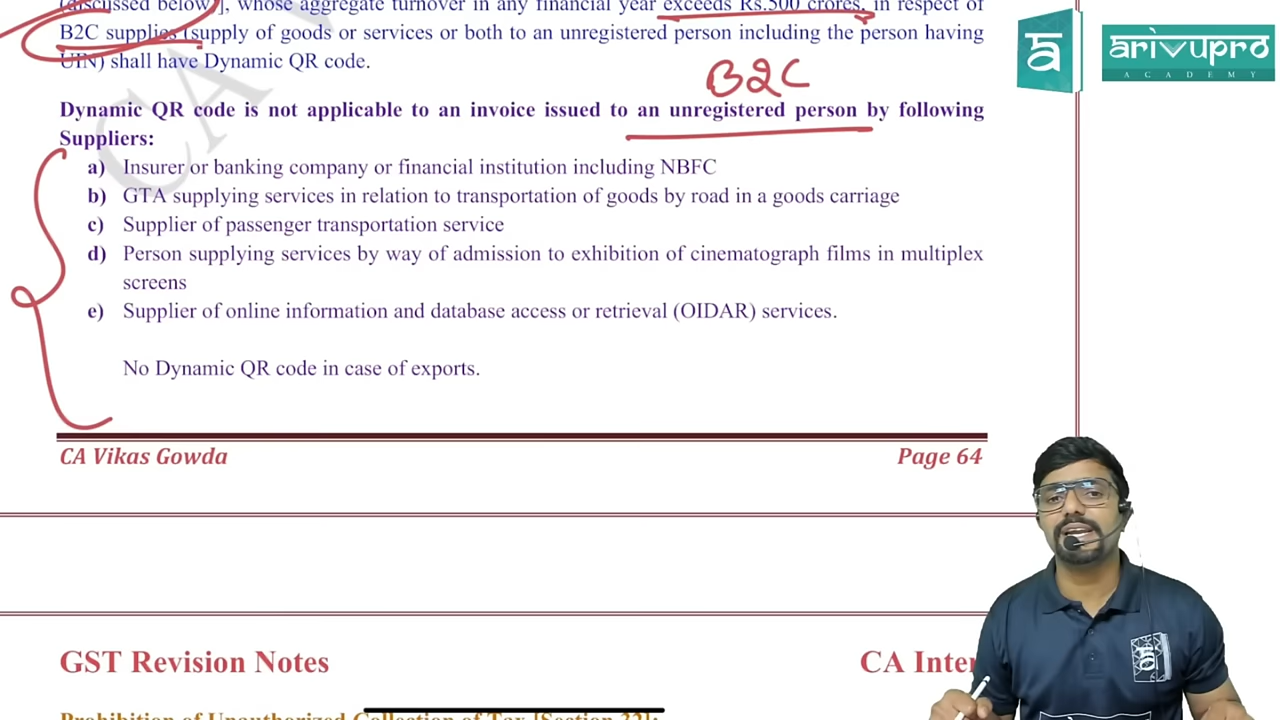 (discussed below)], whose aggregate turnover in any financial year exceeds Rs.500 crores, in respect of
B2C supplies (supply of goods or services or both to an unregistered person including the person having
UIN) shall have Dynamic QR code.
B2C
Dynamic QR code is not applicable to an invoice issued to an unregistered person by following
Suppliers:
a) Insurer or banking company or financial institution including NBFC
b) GTA supplying services in relation to transportation of goods by road in a goods carriage
c) Supplier of passenger transportation service
d) Person supplying services by way of admission to exhibition of cinematograph films in multiplex
screens
e) Supplier of online information and database access or retrieval (OIDAR) services.
No Dynamic QR code in case of exports.
CA Vikas Gowda Page 64
GST Revision Notes CA Inter
Prohibition of Unauthorized Collection of Tax [Section 32]:
arivupro
ACADEMY
CA V